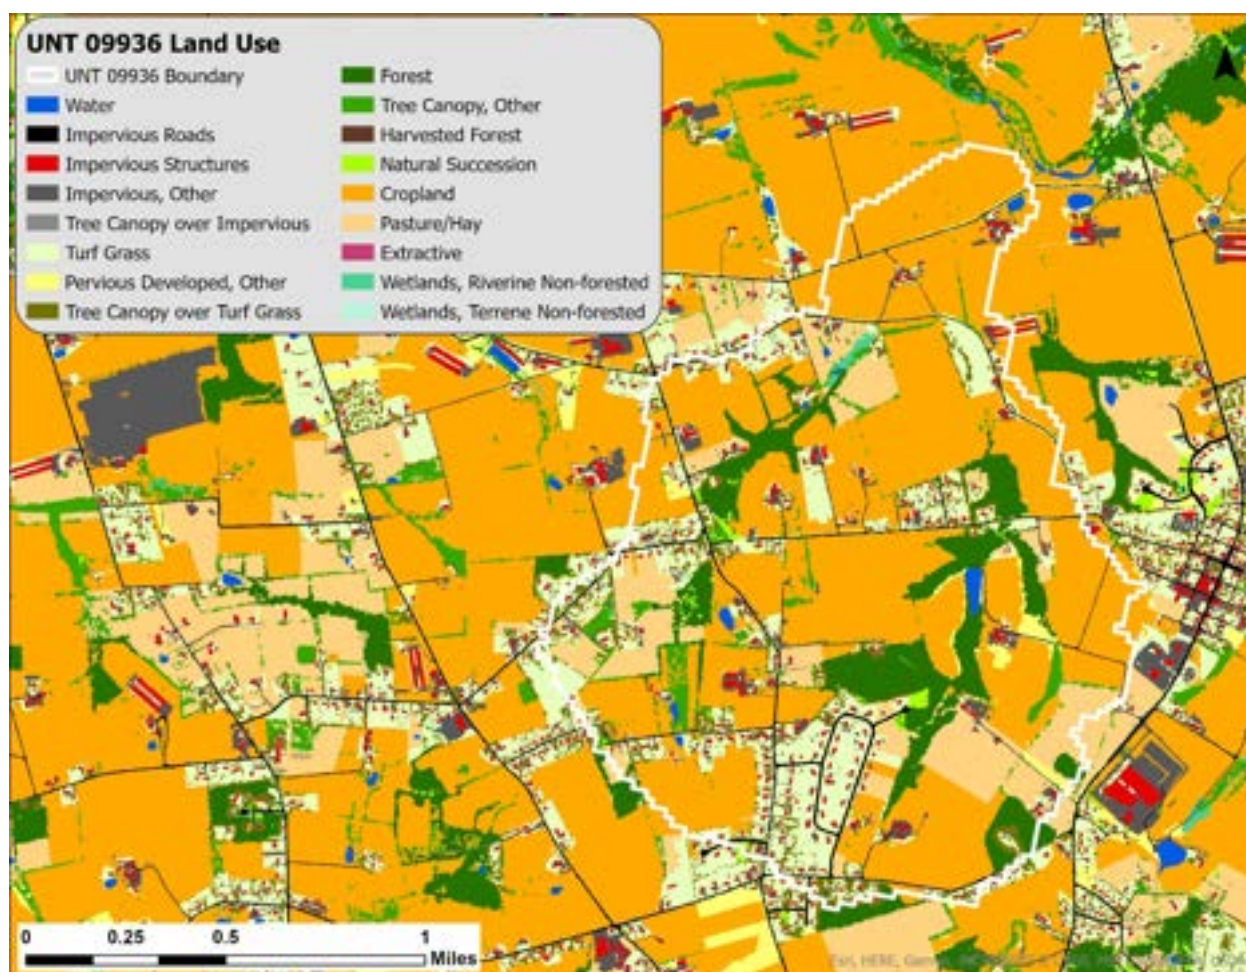 UNT 09936 Land Use
UNT 09936 Boundary
Water
Impervious Roads
Impervious Structures
Impervious, Other
Tree Canopy over Impervious
Turf Grass
Pervious Developed, Other
Tree Canopy over Turf Grass
Forest
Tree Canopy, Other
Harvested Forest
Natural Succession
Cropland
Pasture/Hay
Extractive
Wetlands, Riverine Non-forested
Wetlands, Terrene Non-forested
0 0.25 0.5 1
Miles
Esri, HERE,